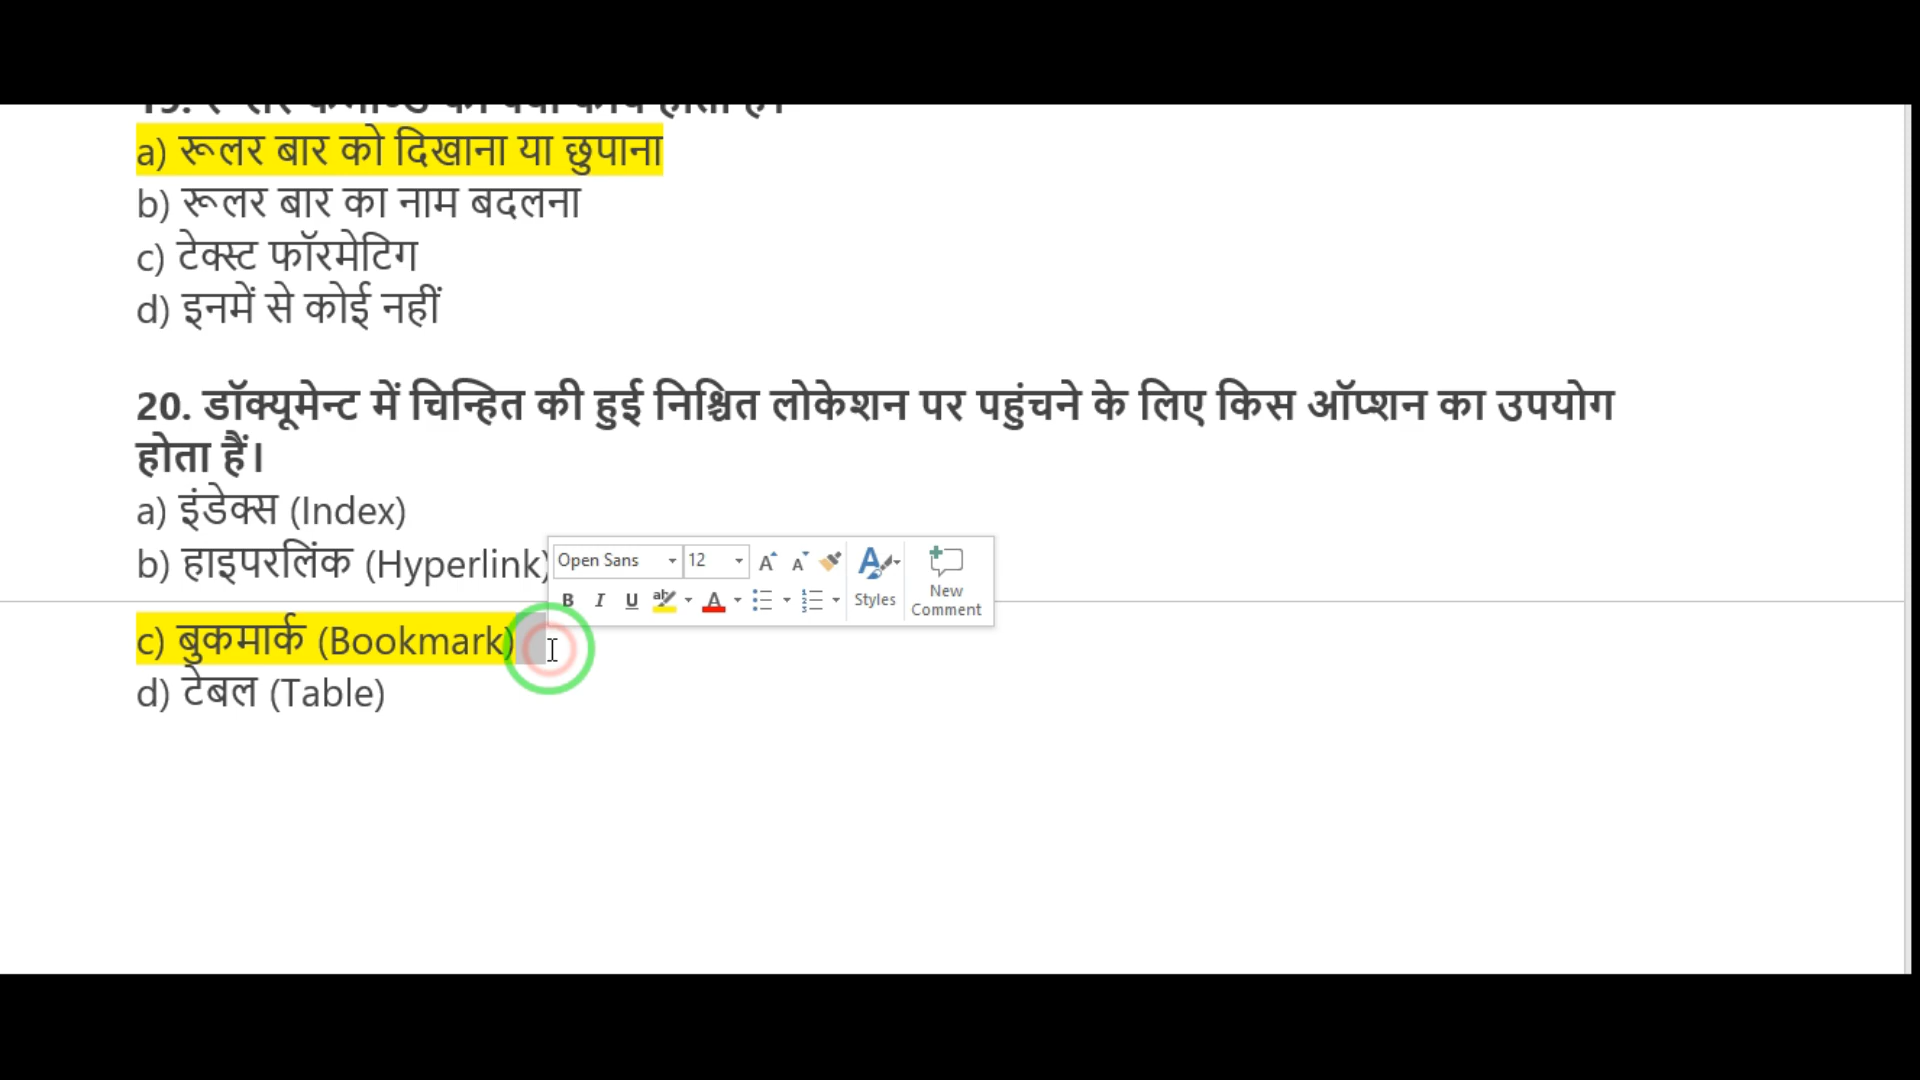 a) रूलर बार को दिखाना या छुपाना
b) रूलर बार का नाम बदलना
c) टेक्स्ट फॉरमेटिग
d) इनमें से कोई नहीं
20. डॉक्यूमेन्ट में चिन्हित की हुई निश्चित लोकेशन पर पहुंचने के लिए किस ऑप्शन का उपयोग
होता हैं।
a) इंडेक्स (Index)
b) हाइपरलिंक (Hyperlink)
Open Sans 12
B I U ab A Styles New Comment
c) बुकमार्क (Bookmark)
d) टेबल (Table)